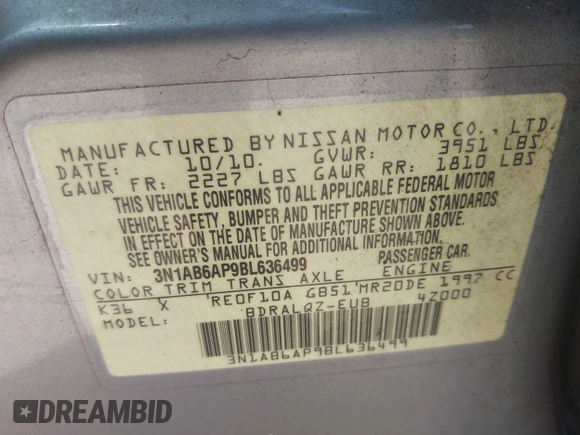 MANUFACTURED BY NISSAN MOTOR CO., LTD.
DATE: 10/10. GVWR: 3951 LBS
GAWR FR: 2227 LBS GAWR RR: 1810 LBS
THIS VEHICLE CONFORMS TO ALL APPLICABLE FEDERAL MOTOR
VEHICLE SAFETY, BUMPER AND THEFT PREVENTION STANDARDS
IN EFFECT ON THE DATE OF MANUFACTURE SHOWN ABOVE.
SEE OWNER'S MANUAL FOR ADDITIONAL INFORMATION.
VIN: 3N1AB6AP9BL636499 PASSENGER CAR.
COLOR TRIM TRANS AXLE ENGINE
K36 X RE0F10A GB51 MR20DE 1997 CC
MODEL: BDRALQZ-EUB 4Z000
3N1AB6AP9BL636499
DREAMBID